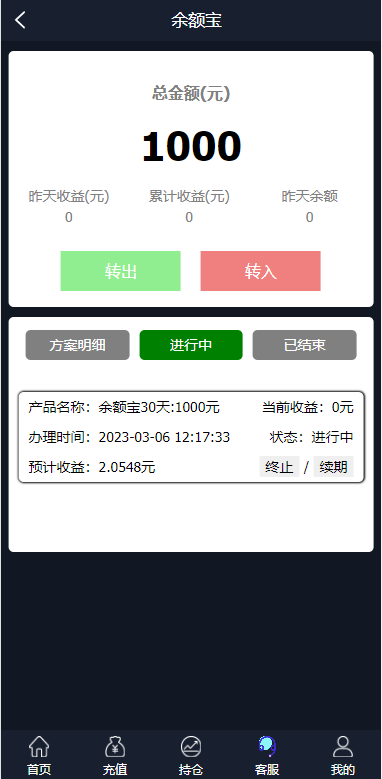 余额宝
总金额(元)
1000
昨天收益(元) 累计收益(元) 昨天余额
0 0 0
转出 转入
方案明细 进行中 已结束
产品名称：余额宝30天:1000元 当前收益：0元
办理时间：2023-03-06 12:17:33 状态：进行中
预计收益：2.0548元 终止 / 续期
首页 充值 持仓 客服 我的